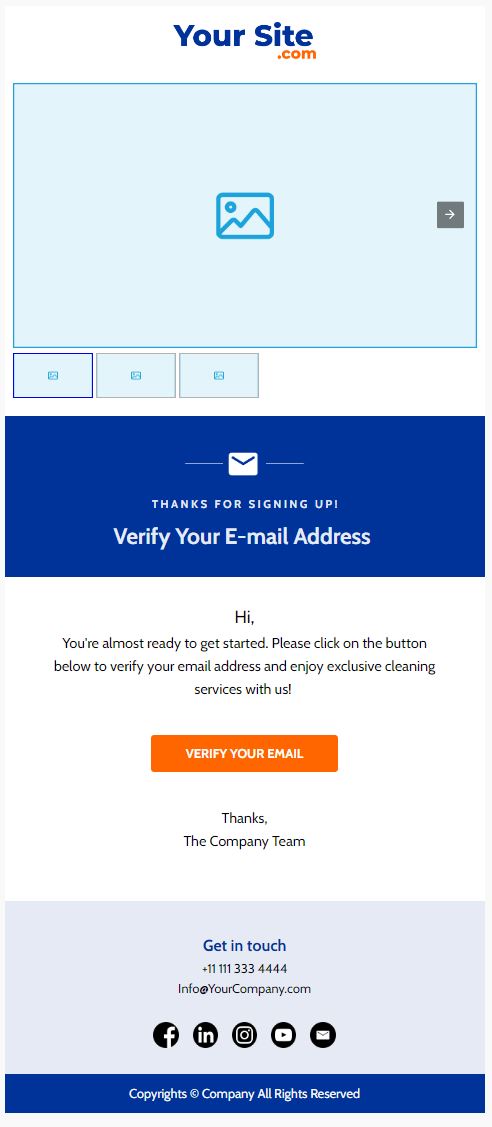 Your Site
.com
THANKS FOR SIGNING UP!
Verify Your E-mail Address
Hi,
You're almost ready to get started. Please click on the button
below to verify your email address and enjoy exclusive cleaning
services with us!
VERIFY YOUR EMAIL
Thanks,
The Company Team
Get in touch
+11 111 333 4444
Info@YourCompany.com
Copyrights © Company All Rights Reserved